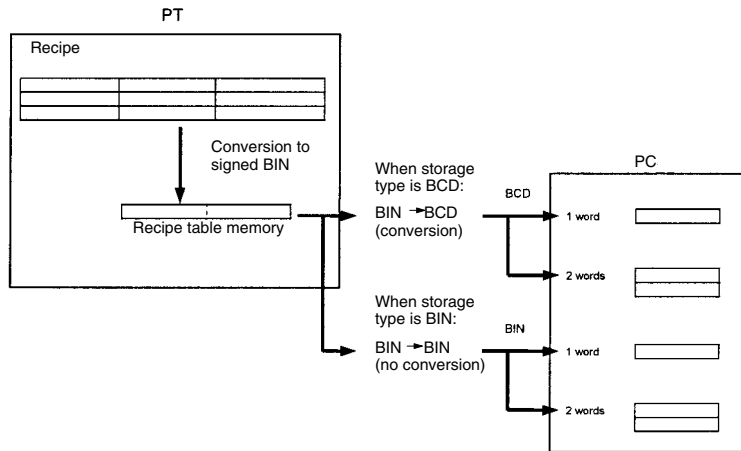 PT
Recipe
Conversion to
signed BIN
Recipe table memory
When storage
type is BCD:
BIN → BCD
(conversion)
BCD
When storage
type is BIN:
BIN → BIN
(no conversion)
BIN
PC
1 word
2 words
1 word
2 words